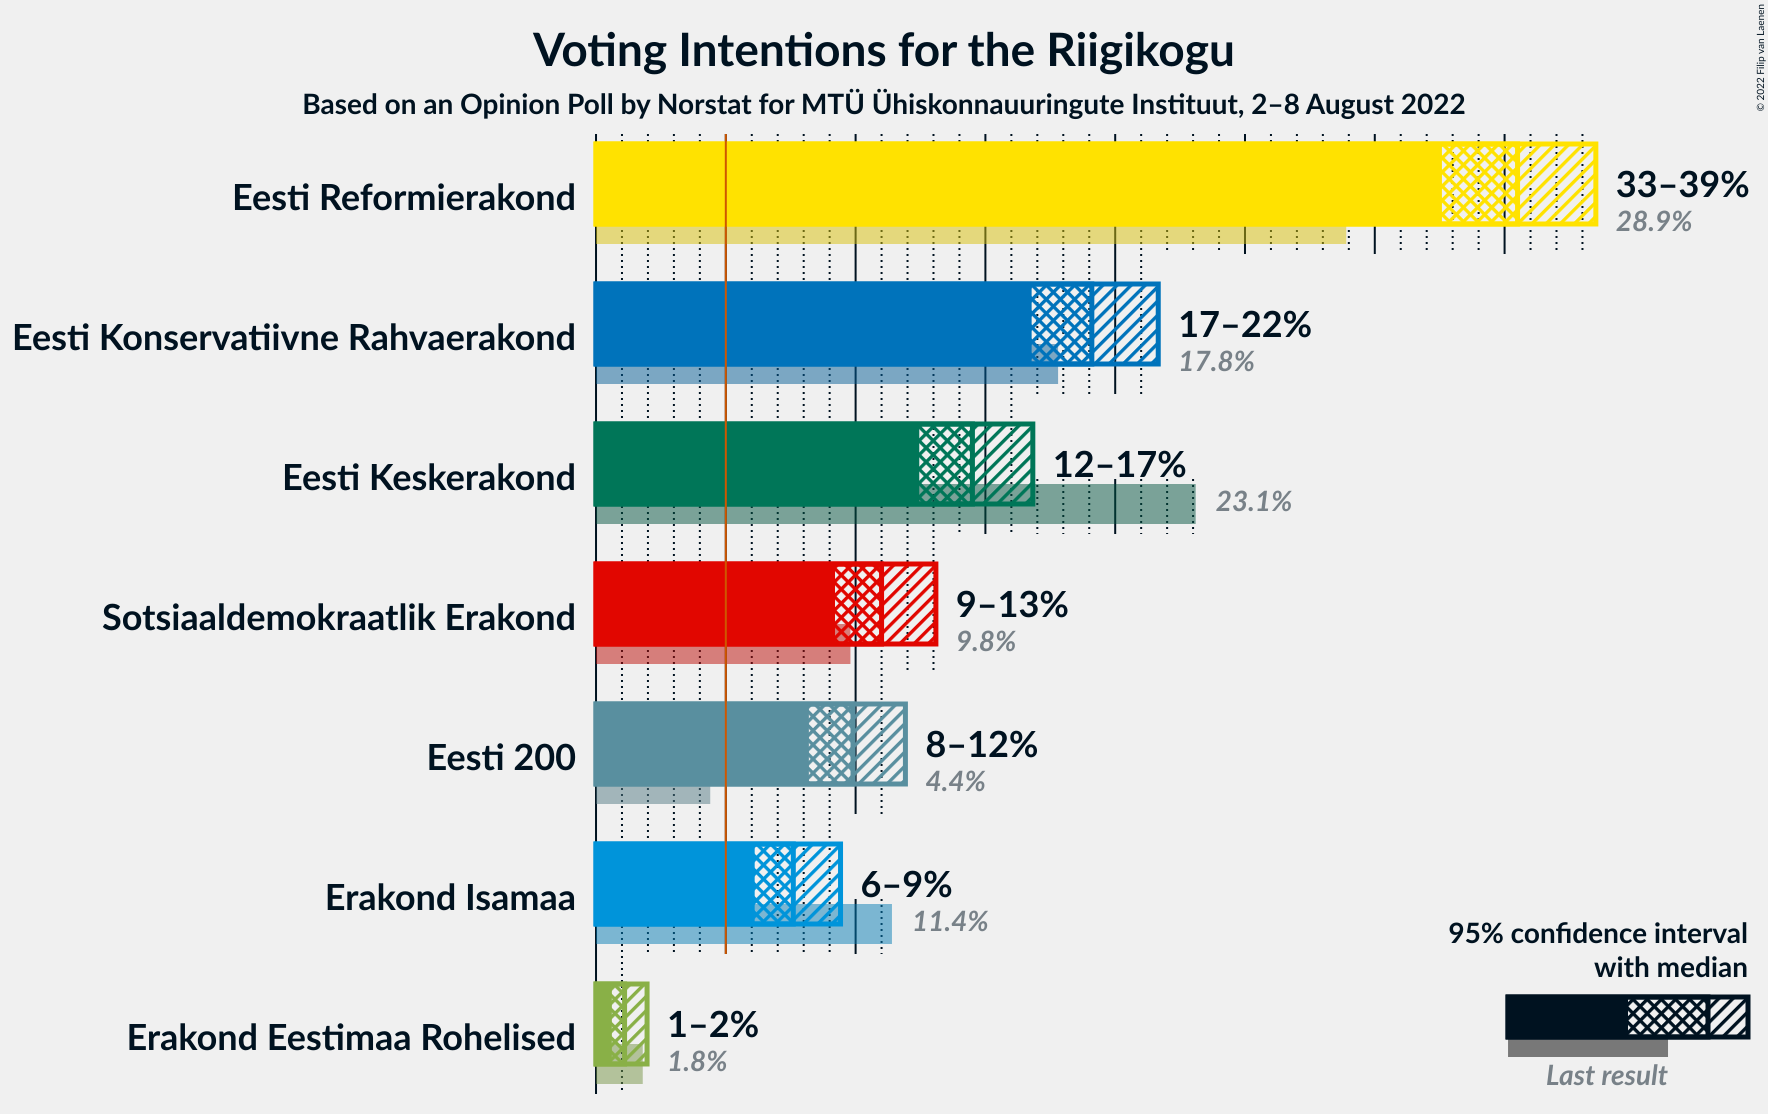 Voting Intentions for the Riigikogu
Based on an Opinion Poll by Norstat for MTÜ Ühiskonnauuringute Instituut, 2–8 August 2022
© 2022 Filip van Laenen
Eesti Reformierakond
33–39%
28.9%
Eesti Konservatiivne Rahvaerakond
17–22%
17.8%
Eesti Keskerakond
12–17%
23.1%
Sotsiaaldemokraatlik Erakond
9–13%
9.8%
Eesti 200
8–12%
4.4%
Erakond Isamaa
6–9%
11.4%
Erakond Eestimaa Rohelised
1–2%
1.8%
95% confidence interval
with median
Last result